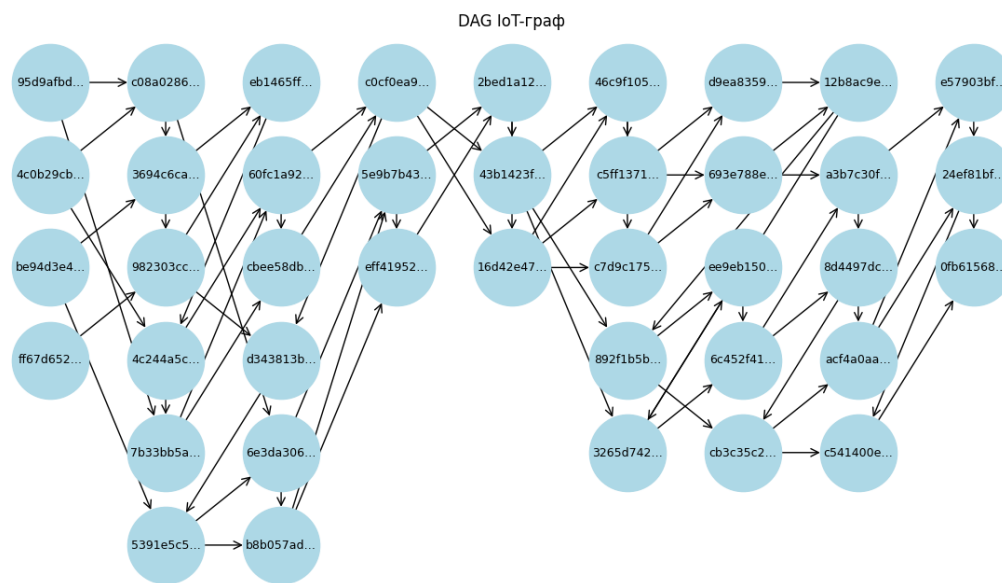 DAG IoT-граф
95d9afbd...
c08a0286...
eb1465ff...
c0cf0ea9...
2bed1a12...
46c9f105...
d9ea8359...
12b8ac9e...
e57903bf...
4c0b29cb...
3694c6ca...
60fc1a92...
5e9b7b43...
43b1423f...
c5ff1371...
693e788e...
a3b7c30f...
24ef81bf...
be94d3e4...
982303cc...
cbee58db...
eff41952...
16d42e47...
c7d9c175...
ee9eb150...
8d4497dc...
0fb61568...
ff67d652...
4c244a5c...
d343813b...
892f1b5b...
6c452f41...
acf4a0aa...
7b33bb5a...
6e3da306...
3265d742...
cb3c35c2...
c541400e...
5391e5c5...
b8b057ad...